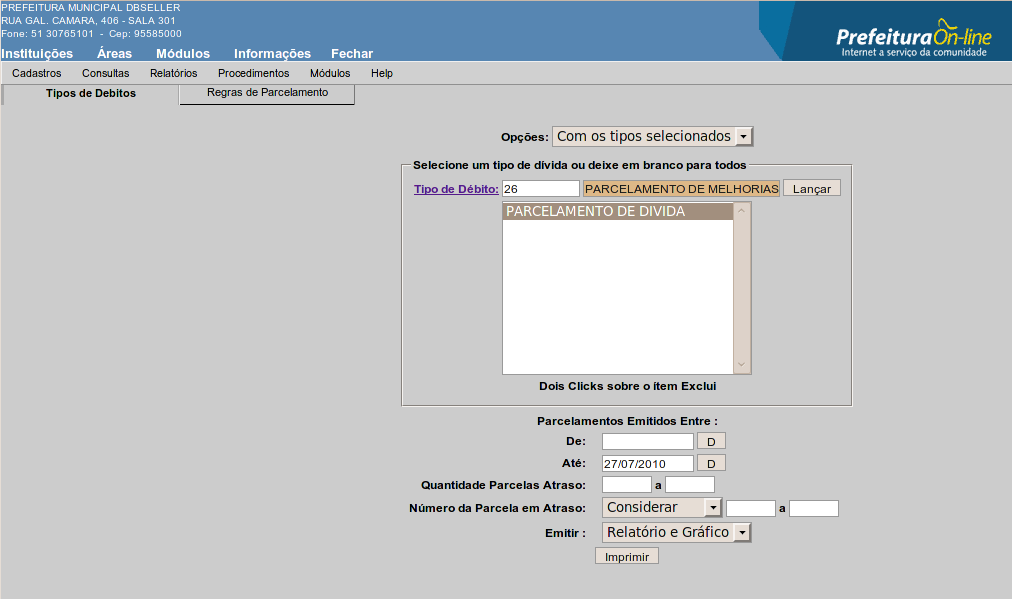 PREFEITURA MUNICIPAL DBSELLER
RUA GAL. CAMARA, 406 - SALA 301
Fone: 51 30765101 - Cep: 95585000
PrefeituraOn-line
Internet a serviço da comunidade
Instituições Áreas Módulos Informações Fechar
Cadastros Consultas Relatórios Procedimentos Módulos Help
Tipos de Debitos Regras de Parcelamento
Opções: Com os tipos selecionados
Selecione um tipo de dívida ou deixe em branco para todos
Tipo de Débito: 26 PARCELAMENTO DE MELHORIAS Lançar
PARCELAMENTO DE DIVIDA
Dois Clicks sobre o ítem Exclui
Parcelamentos Emitidos Entre :
De: D
Até: 27/07/2010 D
Quantidade Parcelas Atraso: a
Número da Parcela em Atraso: Considerar a
Emitir : Relatório e Gráfico
Imprimir